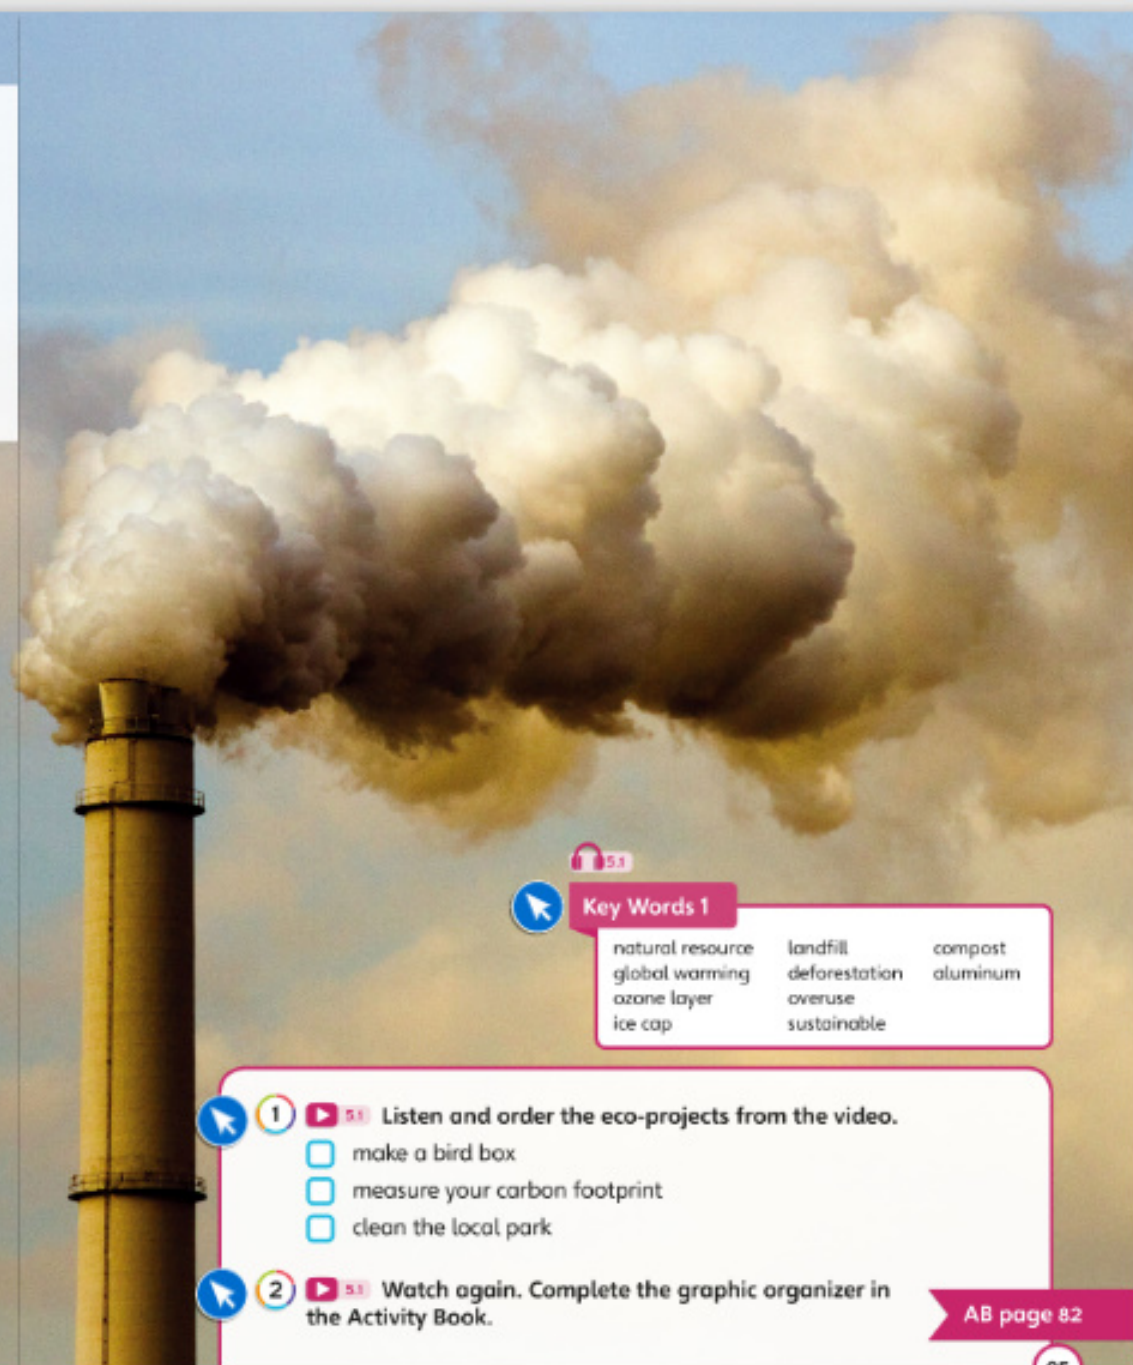 5.1
Key Words 1
natural resource
global warming
ozone layer
ice cap
landfill
deforestation
overuse
sustainable
compost
aluminum
1 5.1 Listen and order the eco-projects from the video.
make a bird box
measure your carbon footprint
clean the local park
2 5.1 Watch again. Complete the graphic organizer in
the Activity Book.
AB page 82